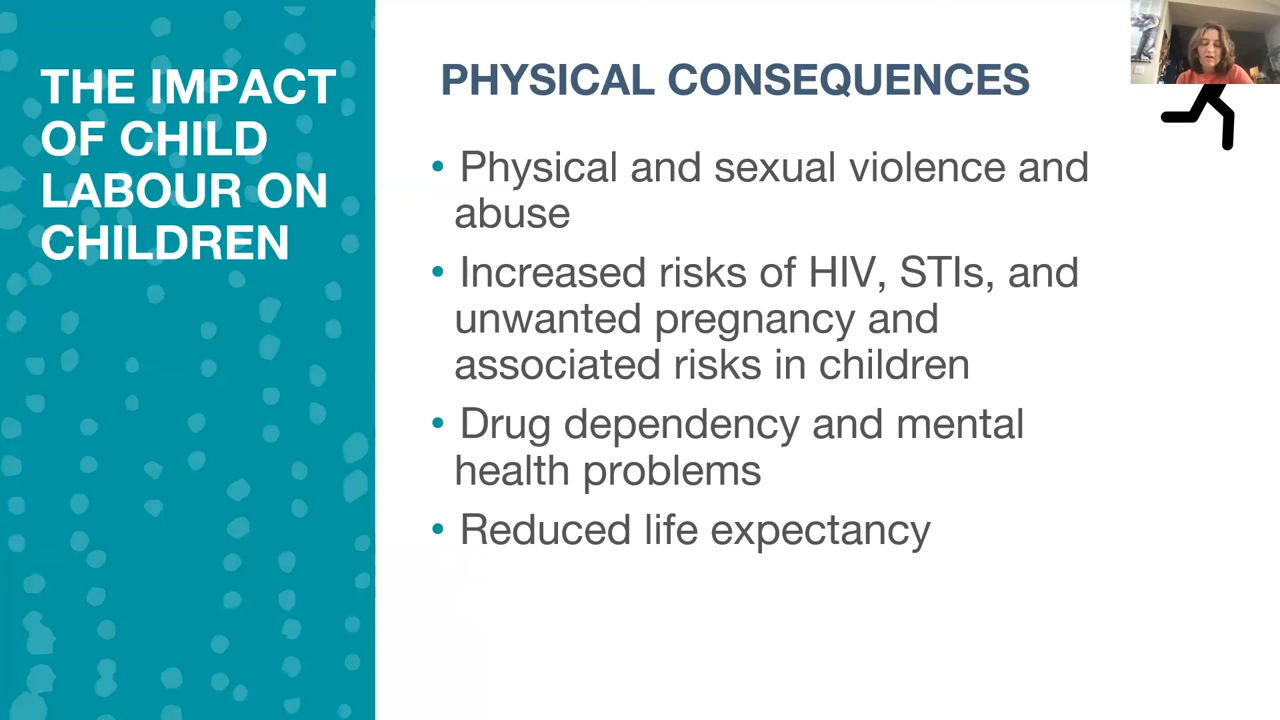 THE IMPACT
OF CHILD
LABOUR ON
CHILDREN
PHYSICAL CONSEQUENCES
• Physical and sexual violence and
abuse
• Increased risks of HIV, STIs, and
unwanted pregnancy and
associated risks in children
• Drug dependency and mental
health problems
• Reduced life expectancy